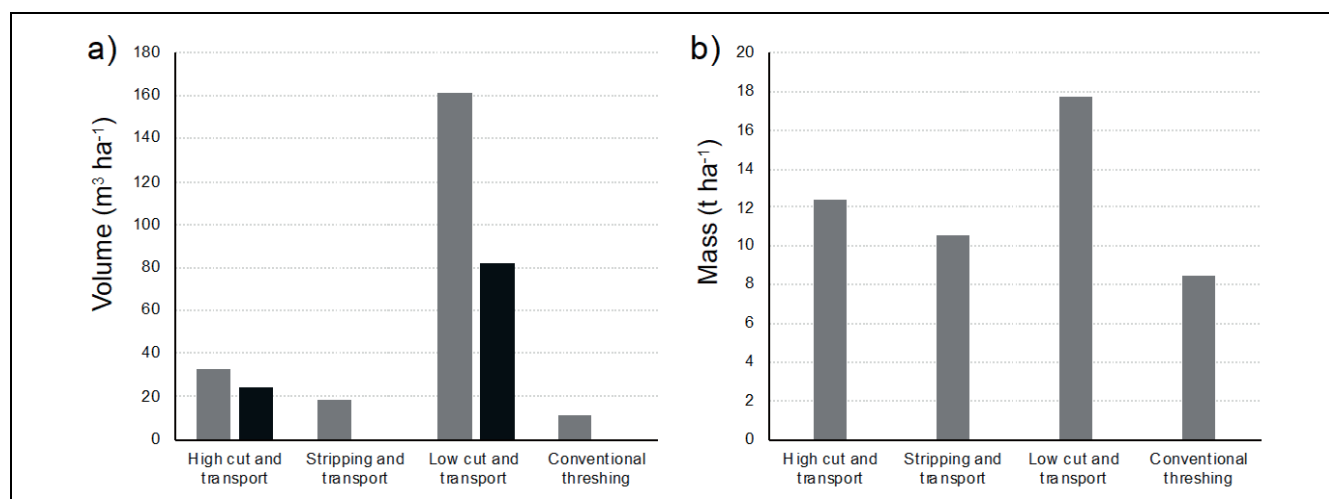 a)
Volume (m³ ha⁻¹)
180
160
140
120
100
80
60
40
20
0
High cut and
transport
Stripping and
transport
Low cut and
transport
Conventional
threshing
b)
Mass (t ha⁻¹)
20
18
16
14
12
10
8
6
4
2
0
High cut and
transport
Stripping and
transport
Low cut and
transport
Conventional
threshing